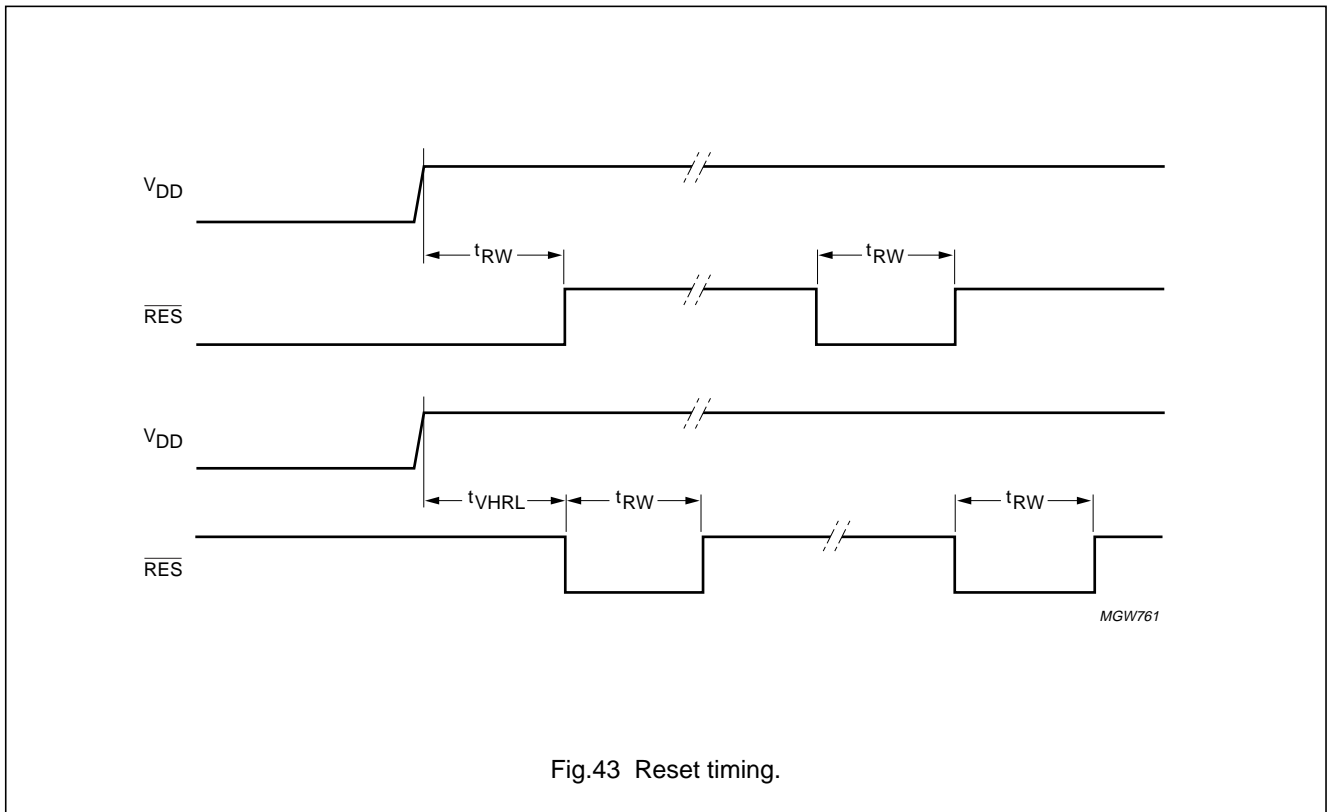 VDD
tRW
tRW
RES
VDD
tVHRL
tRW
tRW
RES
MGW761
Fig.43 Reset timing.